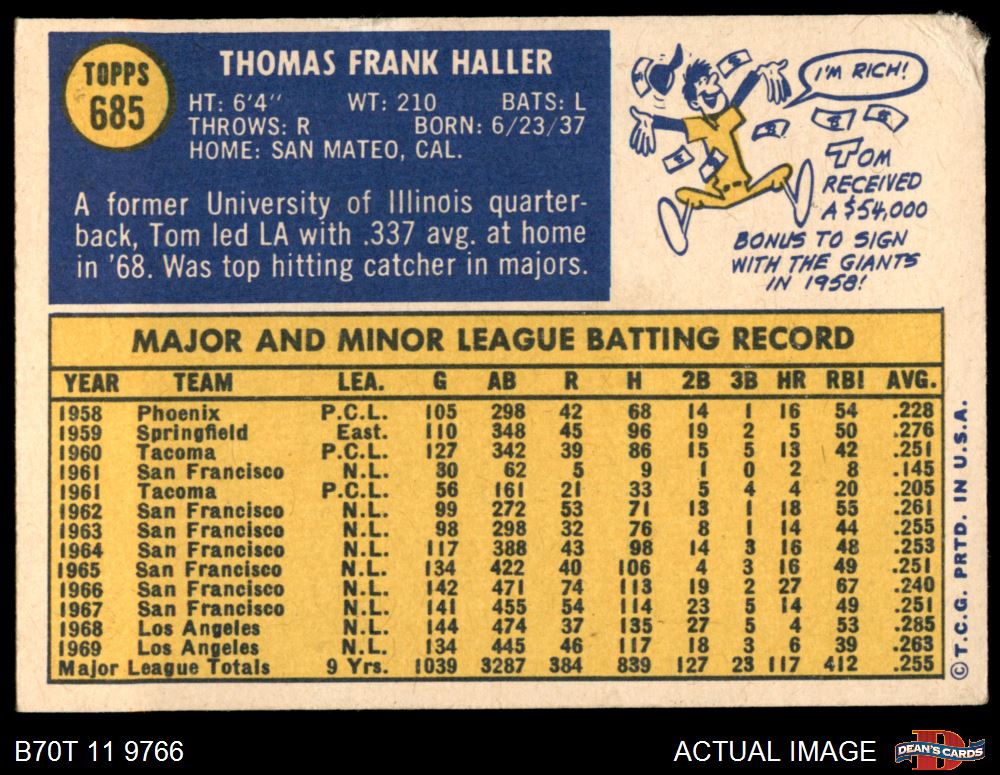 TOPPS
685
THOMAS FRANK HALLER
HT: 6'4" WT: 210 BATS: L
THROWS: R BORN: 6/23/37
HOME: SAN MATEO, CAL.
A former University of Illinois quarter-
back, Tom led LA with .337 avg. at home
in '68. Was top hitting catcher in majors.
I'M RICH!
TOM
RECEIVED
A $54,000
BONUS TO SIGN
WITH THE GIANTS
IN 1958!
MAJOR AND MINOR LEAGUE BATTING RECORD
YEAR TEAM LEA. G AB R H 2B 3B HR RBI AVG.
1958 Phoenix P.C.L. 105 298 42 68 14 1 16 54 .228
1959 Springfield East. 110 348 45 96 19 2 5 50 .276
1960 Tacoma P.C.L. 127 342 39 86 15 5 13 42 .251
1961 San Francisco N.L. 30 62 5 9 1 0 2 8 .145
1961 Tacoma P.C.L. 56 161 21 33 5 4 4 20 .205
1962 San Francisco N.L. 99 272 53 71 13 1 18 55 .261
1963 San Francisco N.L. 98 298 32 76 8 1 14 44 .255
1964 San Francisco N.L. 117 388 43 98 14 3 16 48 .253
1965 San Francisco N.L. 134 422 40 106 4 3 16 49 .251
1966 San Francisco N.L. 142 471 74 113 19 2 27 67 .240
1967 San Francisco N.L. 141 455 54 114 23 5 14 49 .251
1968 Los Angeles N.L. 144 474 37 135 27 5 4 53 .285
1969 Los Angeles N.L. 134 445 46 117 18 3 6 39 .263
Major League Totals 9 Yrs. 1039 3287 384 839 127 23 117 412 .255
©T.C.G. PRTD. IN U.S.A.
B70T 11 9766
ACTUAL IMAGE
DEAN'S CARDS